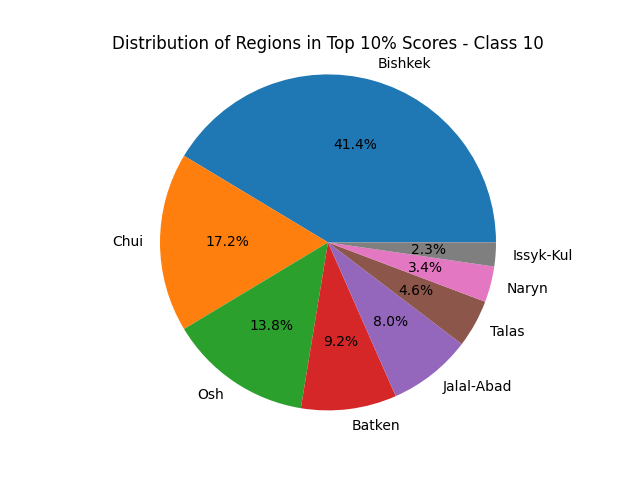 Distribution of Regions in Top 10% Scores - Class 10
Bishkek
41.4%
Chui
17.2%
Osh
13.8%
Batken
9.2%
Jalal-Abad
8.0%
Talas
4.6%
Naryn
3.4%
Issyk-Kul
2.3%